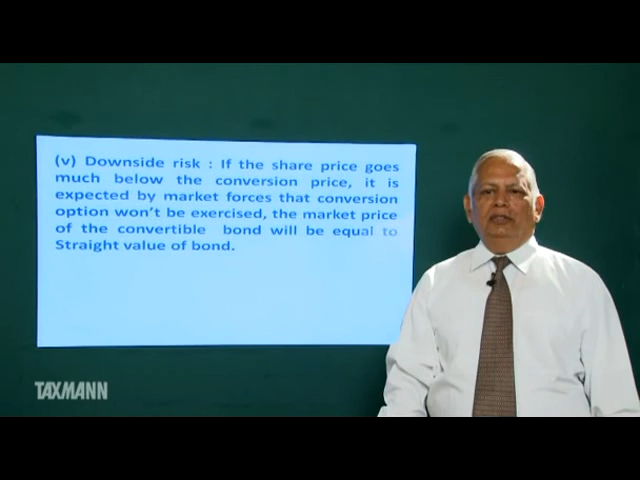 (v) Downside risk : If the share price goes
much below the conversion price, it is
expected by market forces that conversion
option won't be exercised, the market price
of the convertible bond will be equal to
Straight value of bond.
TAXMANN